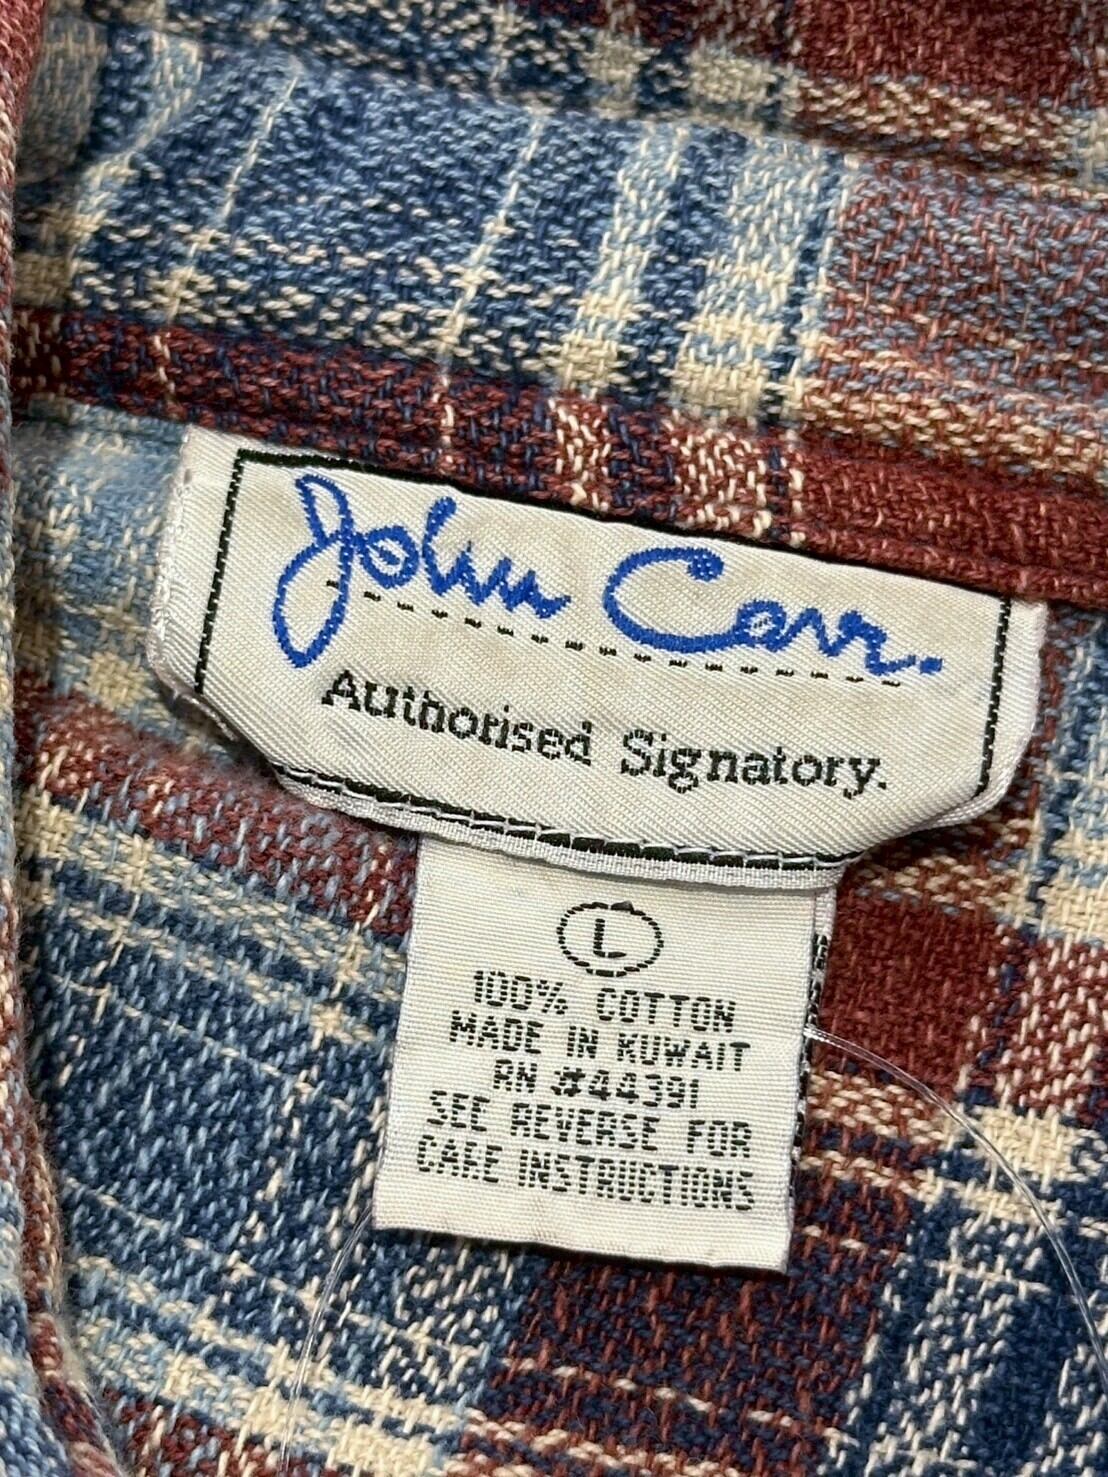 John Carr.
Authorised Signatory.
L
100% COTTON
MADE IN KUWAIT
RN #44391
SEE REVERSE FOR
CARE INSTRUCTIONS